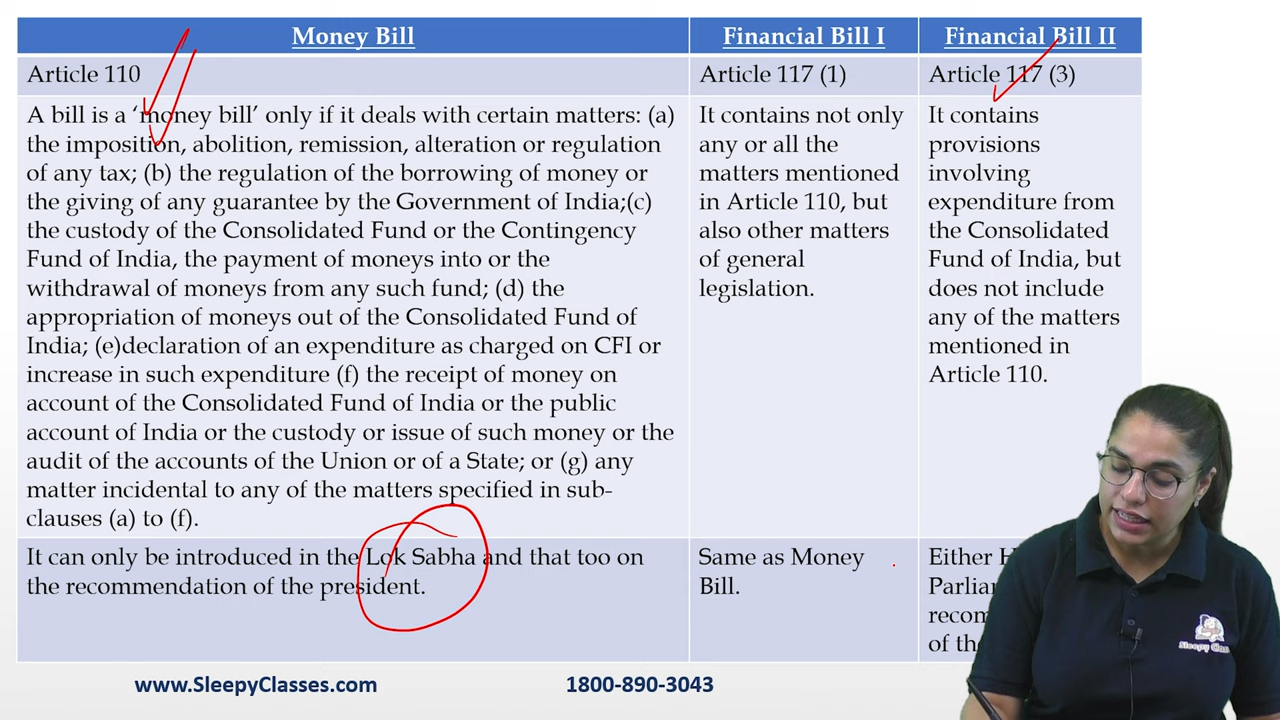 Money Bill
Financial Bill I
Financial Bill II
Article 110
Article 117 (1)
Article 117 (3)
A bill is a ‘money bill’ only if it deals with certain matters: (a)
the imposition, abolition, remission, alteration or regulation
of any tax; (b) the regulation of the borrowing of money or
the giving of any guarantee by the Government of India;(c)
the custody of the Consolidated Fund or the Contingency
Fund of India, the payment of moneys into or the
withdrawal of moneys from any such fund; (d) the
appropriation of moneys out of the Consolidated Fund of
India; (e)declaration of an expenditure as charged on CFI or
increase in such expenditure (f) the receipt of money on
account of the Consolidated Fund of India or the public
account of India or the custody or issue of such money or the
audit of the accounts of the Union or of a State; or (g) any
matter incidental to any of the matters specified in sub-
clauses (a) to (f).
It contains not only
any or all the
matters mentioned
in Article 110, but
also other matters
of general
legislation.
It contains
provisions
involving
expenditure from
the Consolidated
Fund of India, but
does not include
any of the matters
mentioned in
Article 110.
It can only be introduced in the Lok Sabha and that too on
the recommendation of the president.
Same as Money
Bill.
Either
of
www.SleepyClasses.com
1800-890-3043
Sleepy